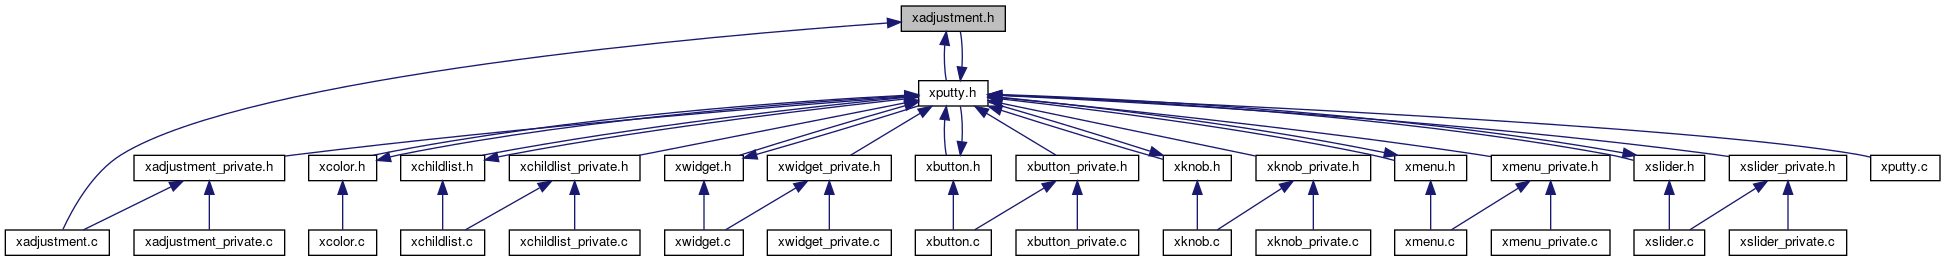 xadjustment.h
xputty.h
xadjustment_private.h
xcolor.h
xchildlist.h
xchildlist_private.h
xwidget.h
xwidget_private.h
xbutton.h
xbutton_private.h
xknob.h
xknob_private.h
xmenu.h
xmenu_private.h
xslider.h
xslider_private.h
xputty.c
xadjustment.c
xadjustment_private.c
xcolor.c
xchildlist.c
xchildlist_private.c
xwidget.c
xwidget_private.c
xbutton.c
xbutton_private.c
xknob.c
xknob_private.c
xmenu.c
xmenu_private.c
xslider.c
xslider_private.c